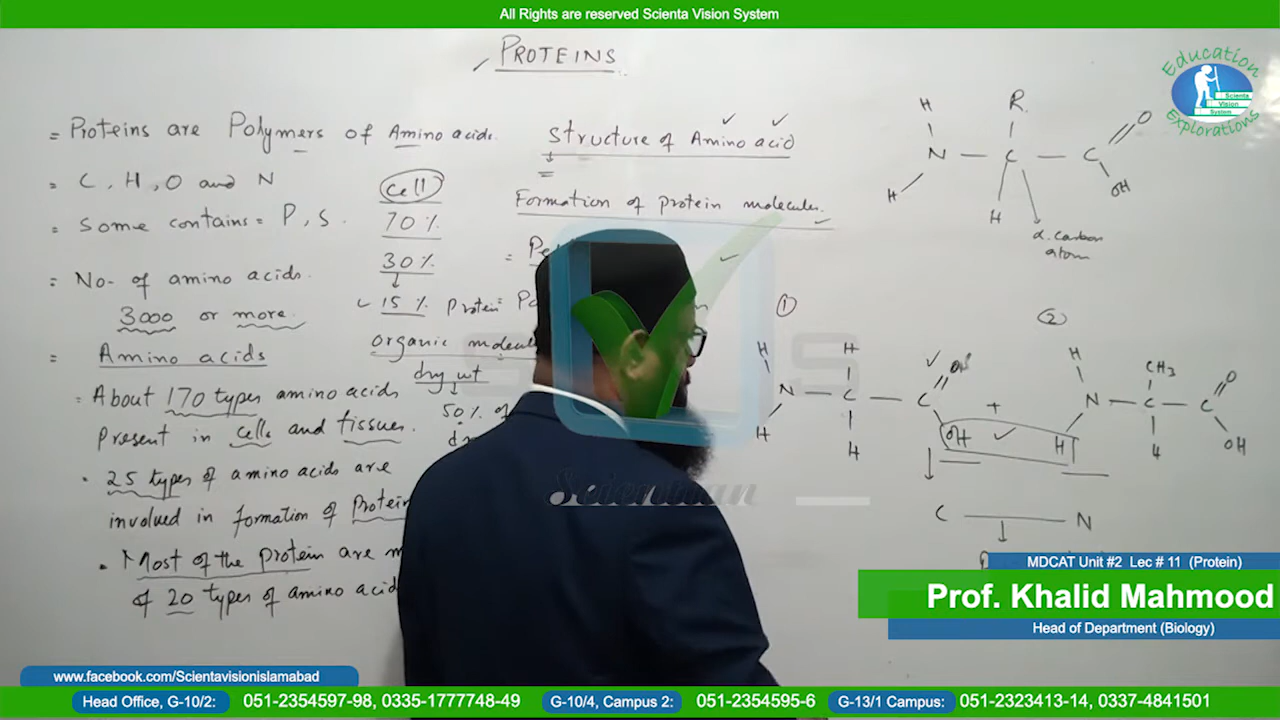 All Rights are reserved Scienta Vision System
PROTEINS
= Proteins are Polymers of Amino acids.
= C, H, O and N
= Some contains = P, S.
= No- of amino acids.
3000 or more.
= Amino acids
= About 170 types amino acids
present in cells and tissues.
25 types of amino acids are
involved in formation of Protein
Most of the protein are
of 20 types of amino acid
Cell
70 %
30 %
15 % Protein =
organic
dry wt
50 % of
Structure of Amino acid
=
Formation of protein molecules.
=
H R O
N — C — C
H H OH
α.carbon
atom
①
H H
N — C — C
H H OH
+
②
H CH3 O
N — C — C
H H OH
C — N
Education
Scienta
Vision
System
Explorations
Scientian
MDCAT Unit #2 Lec # 11 (Protein)
Prof. Khalid Mahmood
Head of Department (Biology)
www.facebook.com/Scientavisionislamabad
Head Office, G-10/2: 051-2354597-98, 0335-1777748-49 G-10/4, Campus 2: 051-2354595-6 G-13/1 Campus: 051-2323413-14, 0337-4841501